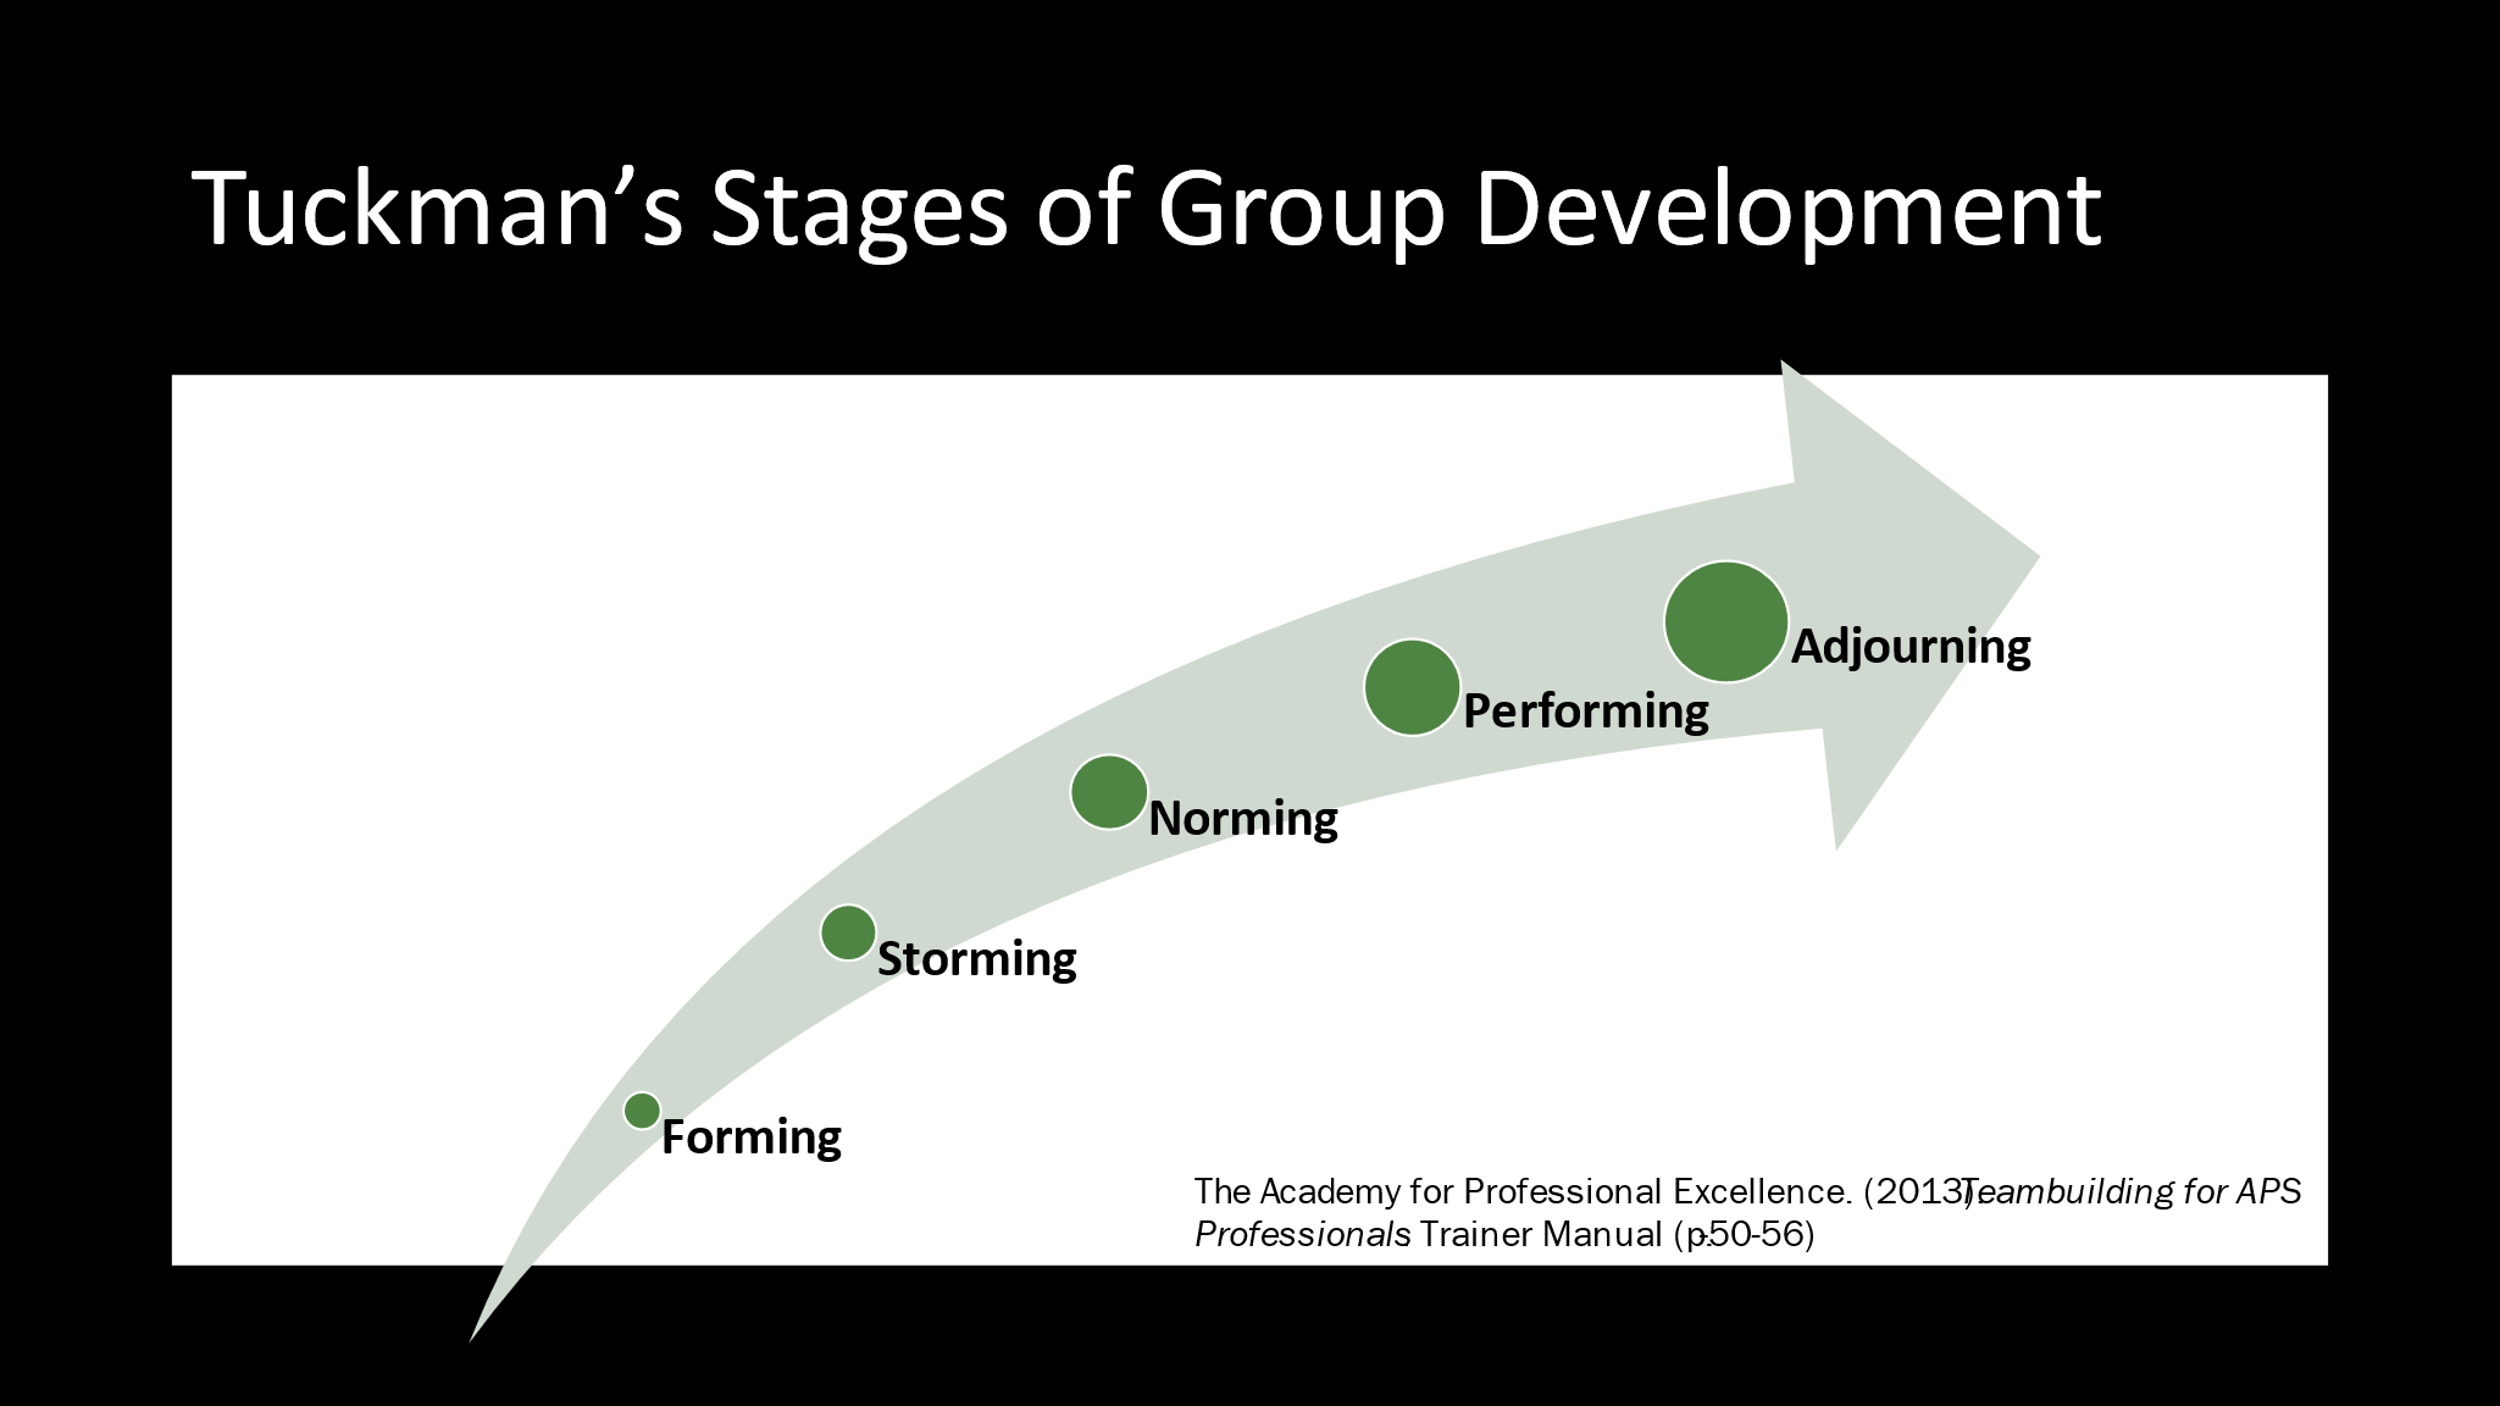 Tuckman’s Stages of Group Development
Adjourning
Performing
Norming
Storming
Forming
The Academy for Professional Excellence. (2013). Teambuilding for APS
Professionals Trainer Manual (p.50-56)